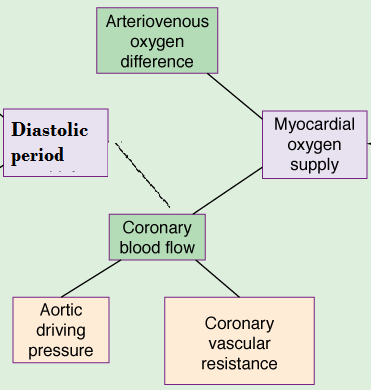 Arteriovenous
oxygen
difference
Diastolic
period
Myocardial
oxygen
supply
Coronary
blood flow
Aortic
driving
pressure
Coronary
vascular
resistance